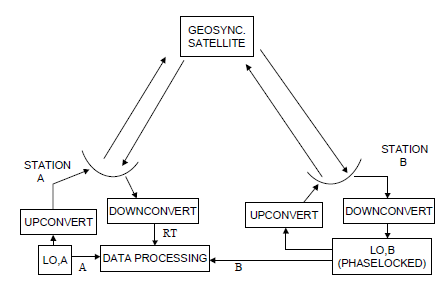 GEOSYNC.
SATELLITE
STATION
A
STATION
B
UPCONVERT
DOWNCONVERT
UPCONVERT
DOWNCONVERT
RT
LO,A
A
DATA PROCESSING
B
LO,B
(PHASELOCKED)